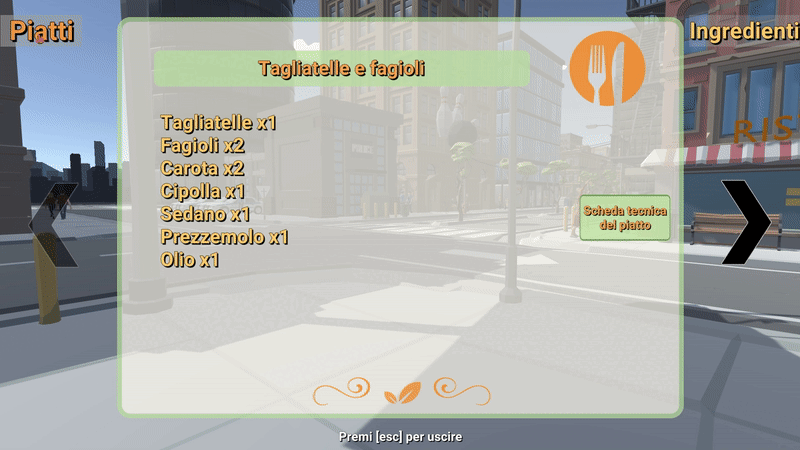 Piatti
Ingredienti
Tagliatelle e fagioli
Tagliatelle x1
Fagioli x2
Carota x2
Cipolla x1
Sedano x1
Prezzemolo x1
Olio x1
Scheda tecnica
del piatto
RIS
Premi [esc] per uscire